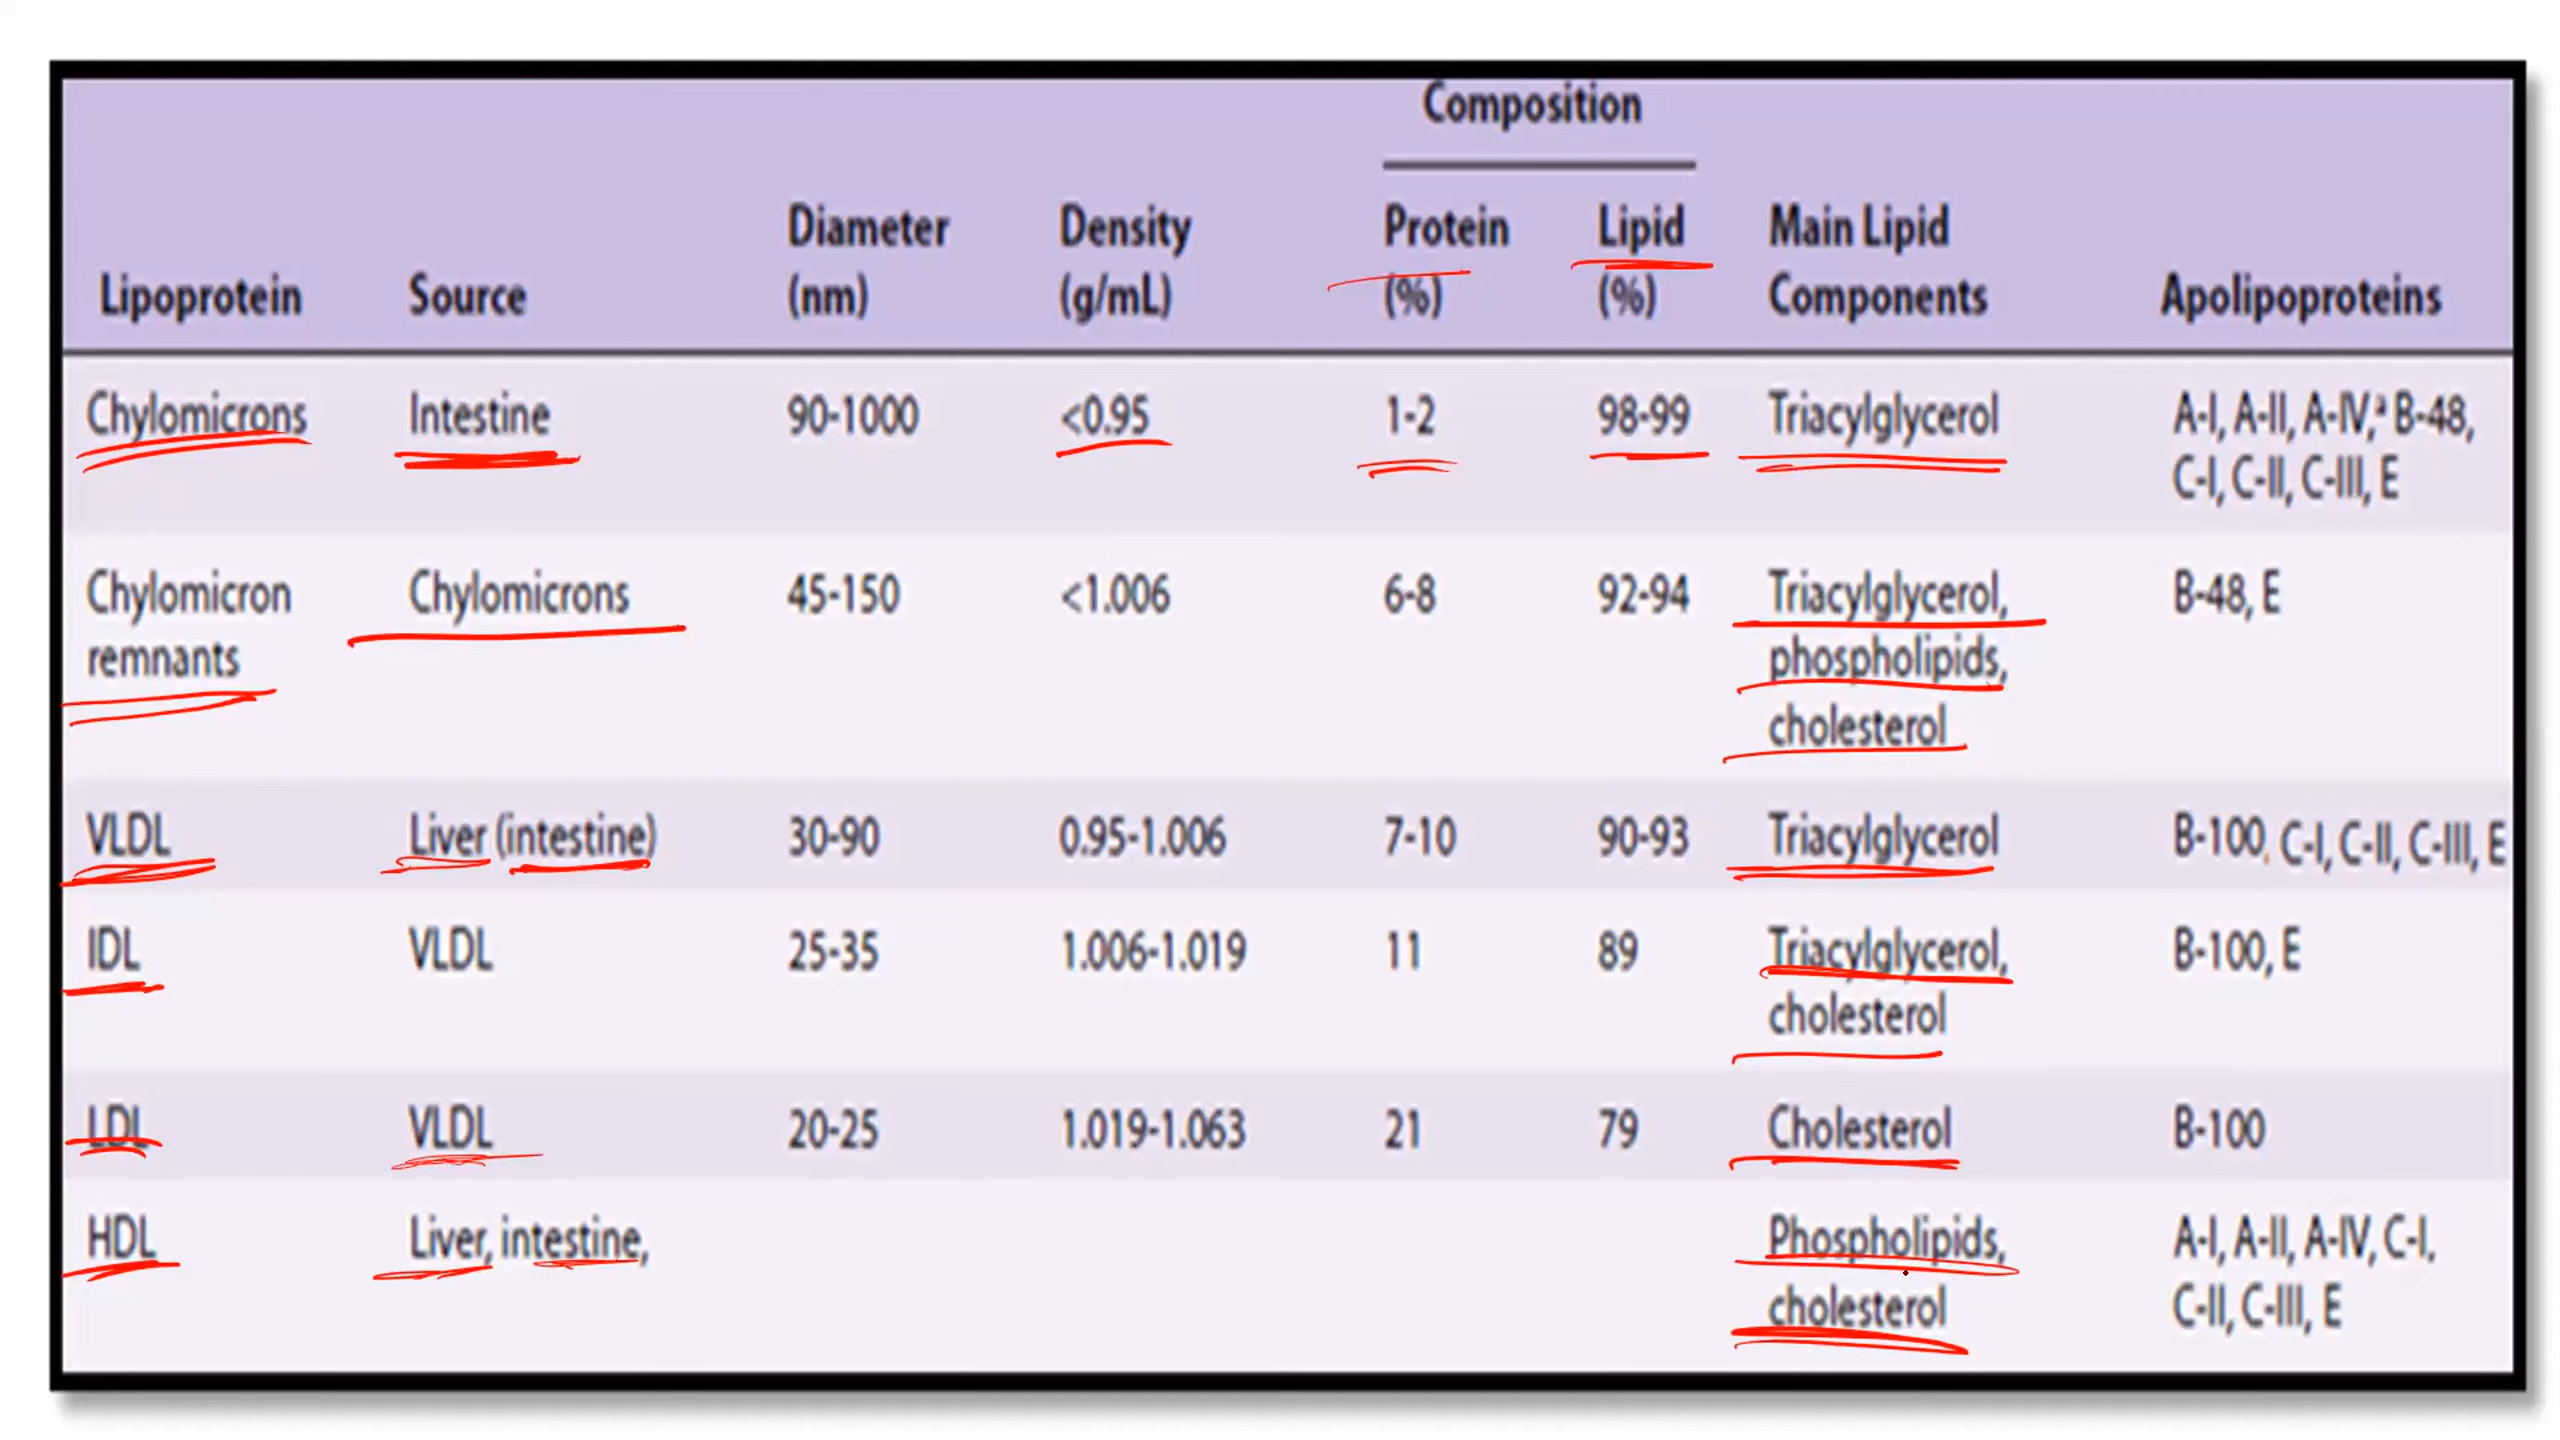 Composition
Diameter Density Protein Lipid Main Lipid
Lipoprotein Source (nm) (g/mL) (%) (%) Components Apolipoproteins
Chylomicrons Intestine 90-1000 <0.95 1-2 98-99 Triacylglycerol A-I, A-II, A-IV,ᵃ B-48,
C-I, C-II, C-III, E
Chylomicron Chylomicrons 45-150 <1.006 6-8 92-94 Triacylglycerol, B-48, E
remnants phospholipids,
cholesterol
VLDL Liver (intestine) 30-90 0.95-1.006 7-10 90-93 Triacylglycerol B-100, C-I, C-II, C-III, E
IDL VLDL 25-35 1.006-1.019 11 89 Triacylglycerol, B-100, E
cholesterol
LDL VLDL 20-25 1.019-1.063 21 79 Cholesterol B-100
HDL Liver, intestine, Phospholipids, A-I, A-II, A-IV, C-I,
cholesterol C-II, C-III, E